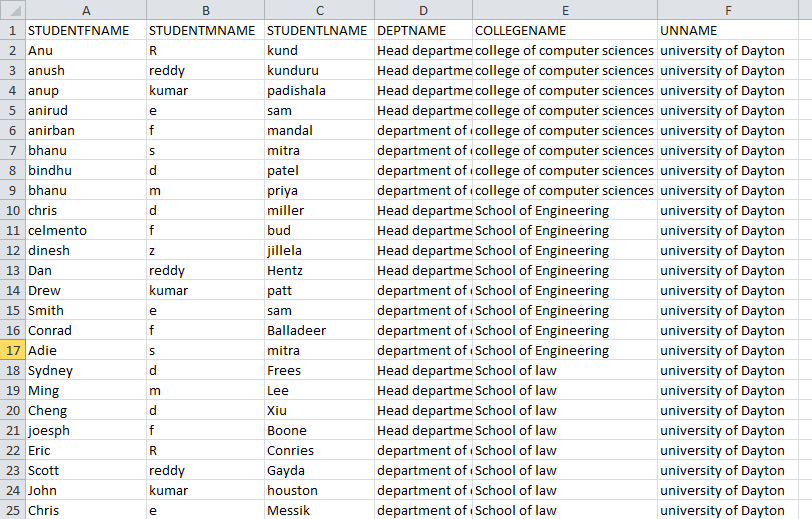 A B C D E F
1 STUDENTFNAME STUDENTMNAME STUDENTLNAME DEPTNAME COLLEGENAME UNNAME
2 Anu R kund Head departme college of computer sciences university of Dayton
3 anush reddy kunduru Head departme college of computer sciences university of Dayton
4 anup kumar padishala Head departme college of computer sciences university of Dayton
5 anirud e sam Head departme college of computer sciences university of Dayton
6 anirban f mandal department of college of computer sciences university of Dayton
7 bhanu s mitra department of college of computer sciences university of Dayton
8 bindhu d patel department of college of computer sciences university of Dayton
9 bhanu m priya department of college of computer sciences university of Dayton
10 chris d miller Head departme School of Engineering university of Dayton
11 celmento f bud Head departme School of Engineering university of Dayton
12 dinesh z jillela Head departme School of Engineering university of Dayton
13 Dan reddy Hentz Head departme School of Engineering university of Dayton
14 Drew kumar patt department of School of Engineering university of Dayton
15 Smith e sam department of School of Engineering university of Dayton
16 Conrad f Balladeer department of School of Engineering university of Dayton
17 Adie s mitra department of School of Engineering university of Dayton
18 Sydney d Frees Head departme School of law university of Dayton
19 Ming m Lee Head departme School of law university of Dayton
20 Cheng d Xiu Head departme School of law university of Dayton
21 joesph f Boone Head departme School of law university of Dayton
22 Eric R Conries department of School of law university of Dayton
23 Scott reddy Gayda department of School of law university of Dayton
24 John kumar houston department of School of law university of Dayton
25 Chris e Messik department of School of law university of Dayton